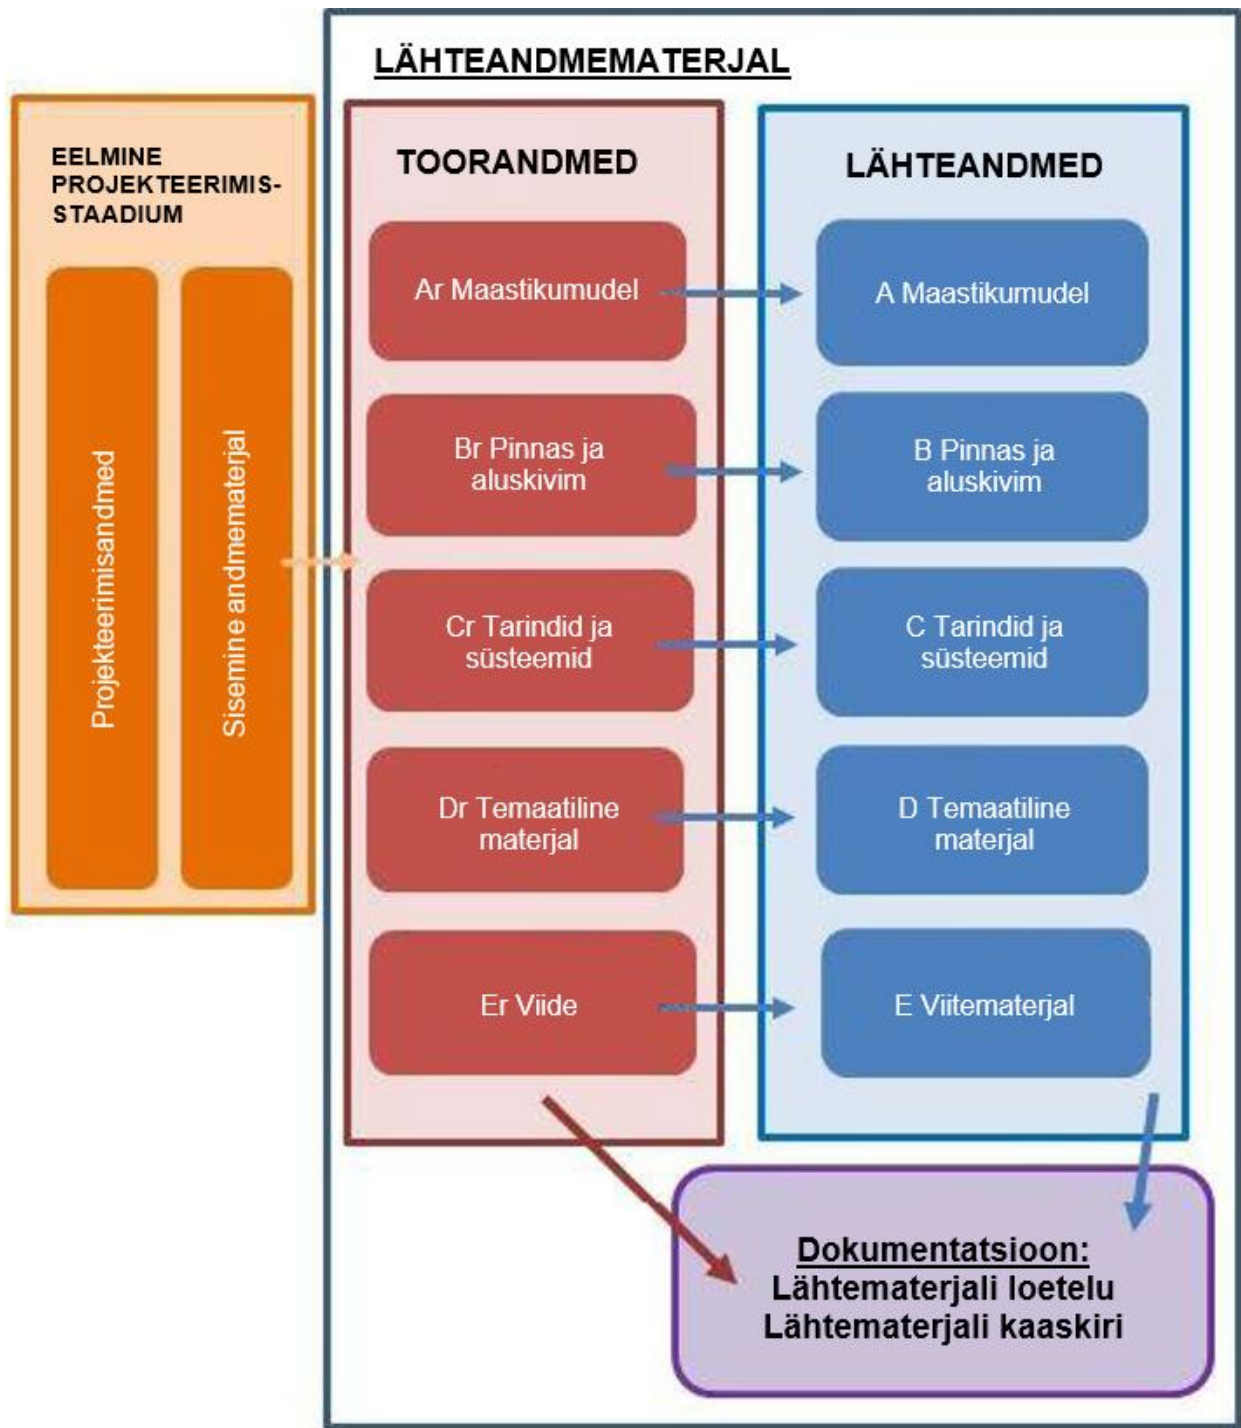 LÄHTEANDMEMATERJAL
EELMINE
PROJEKTEERIMIS-
STAADIUM
Projekteerimisandmed
Sisemine andmematerjal
TOORANDMED
Ar Maastikumudel
Br Pinnas ja
aluskivim
Cr Tarindid ja
süsteemid
Dr Temaatiline
materjal
Er Viide
LÄHTEANDMED
A Maastikumudel
B Pinnas ja
aluskivim
C Tarindid ja
süsteemid
D Temaatiline
materjal
E Viitematerjal
Dokumentatsioon:
Lähtematerjali loetelu
Lähtematerjali kaaskiri